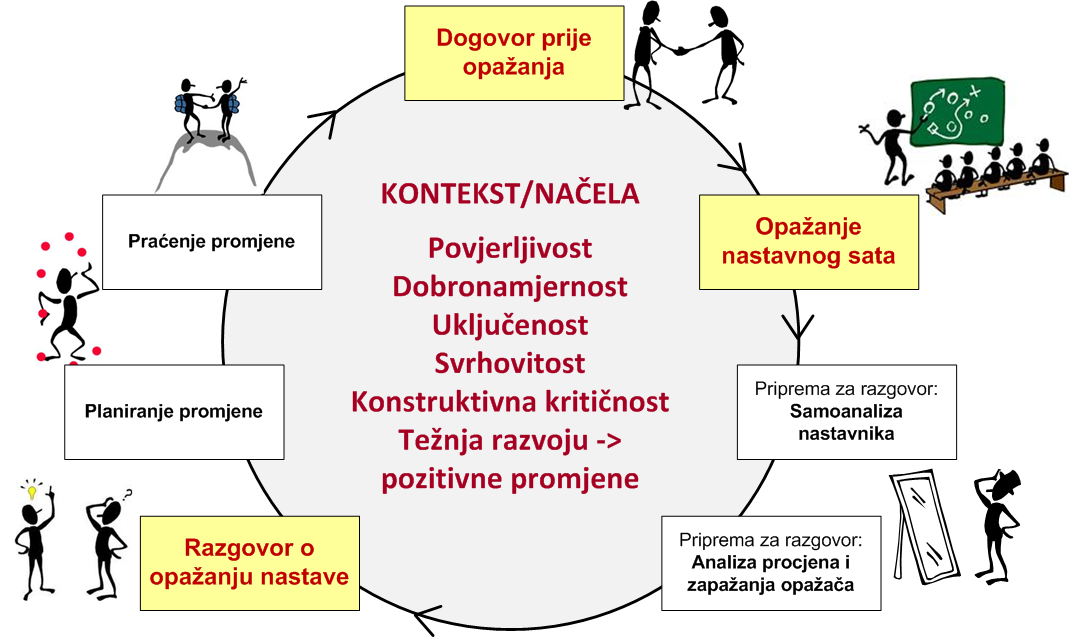 Dogovor prije
opažanja
KONTEKST/NAČELA
Povjerljivost
Dobronamjernost
Uključenost
Svrhovitost
Konstruktivna kritičnost
Težnja razvoju ->
pozitivne promjene
Opažanje
nastavnog sata
Priprema za razgovor:
Samoanaliza
nastavnika
Priprema za razgovor:
Analiza procjena i
zapažanja opažača
Razgovor o
opažanju nastave
Planiranje promjene
Praćenje promjene